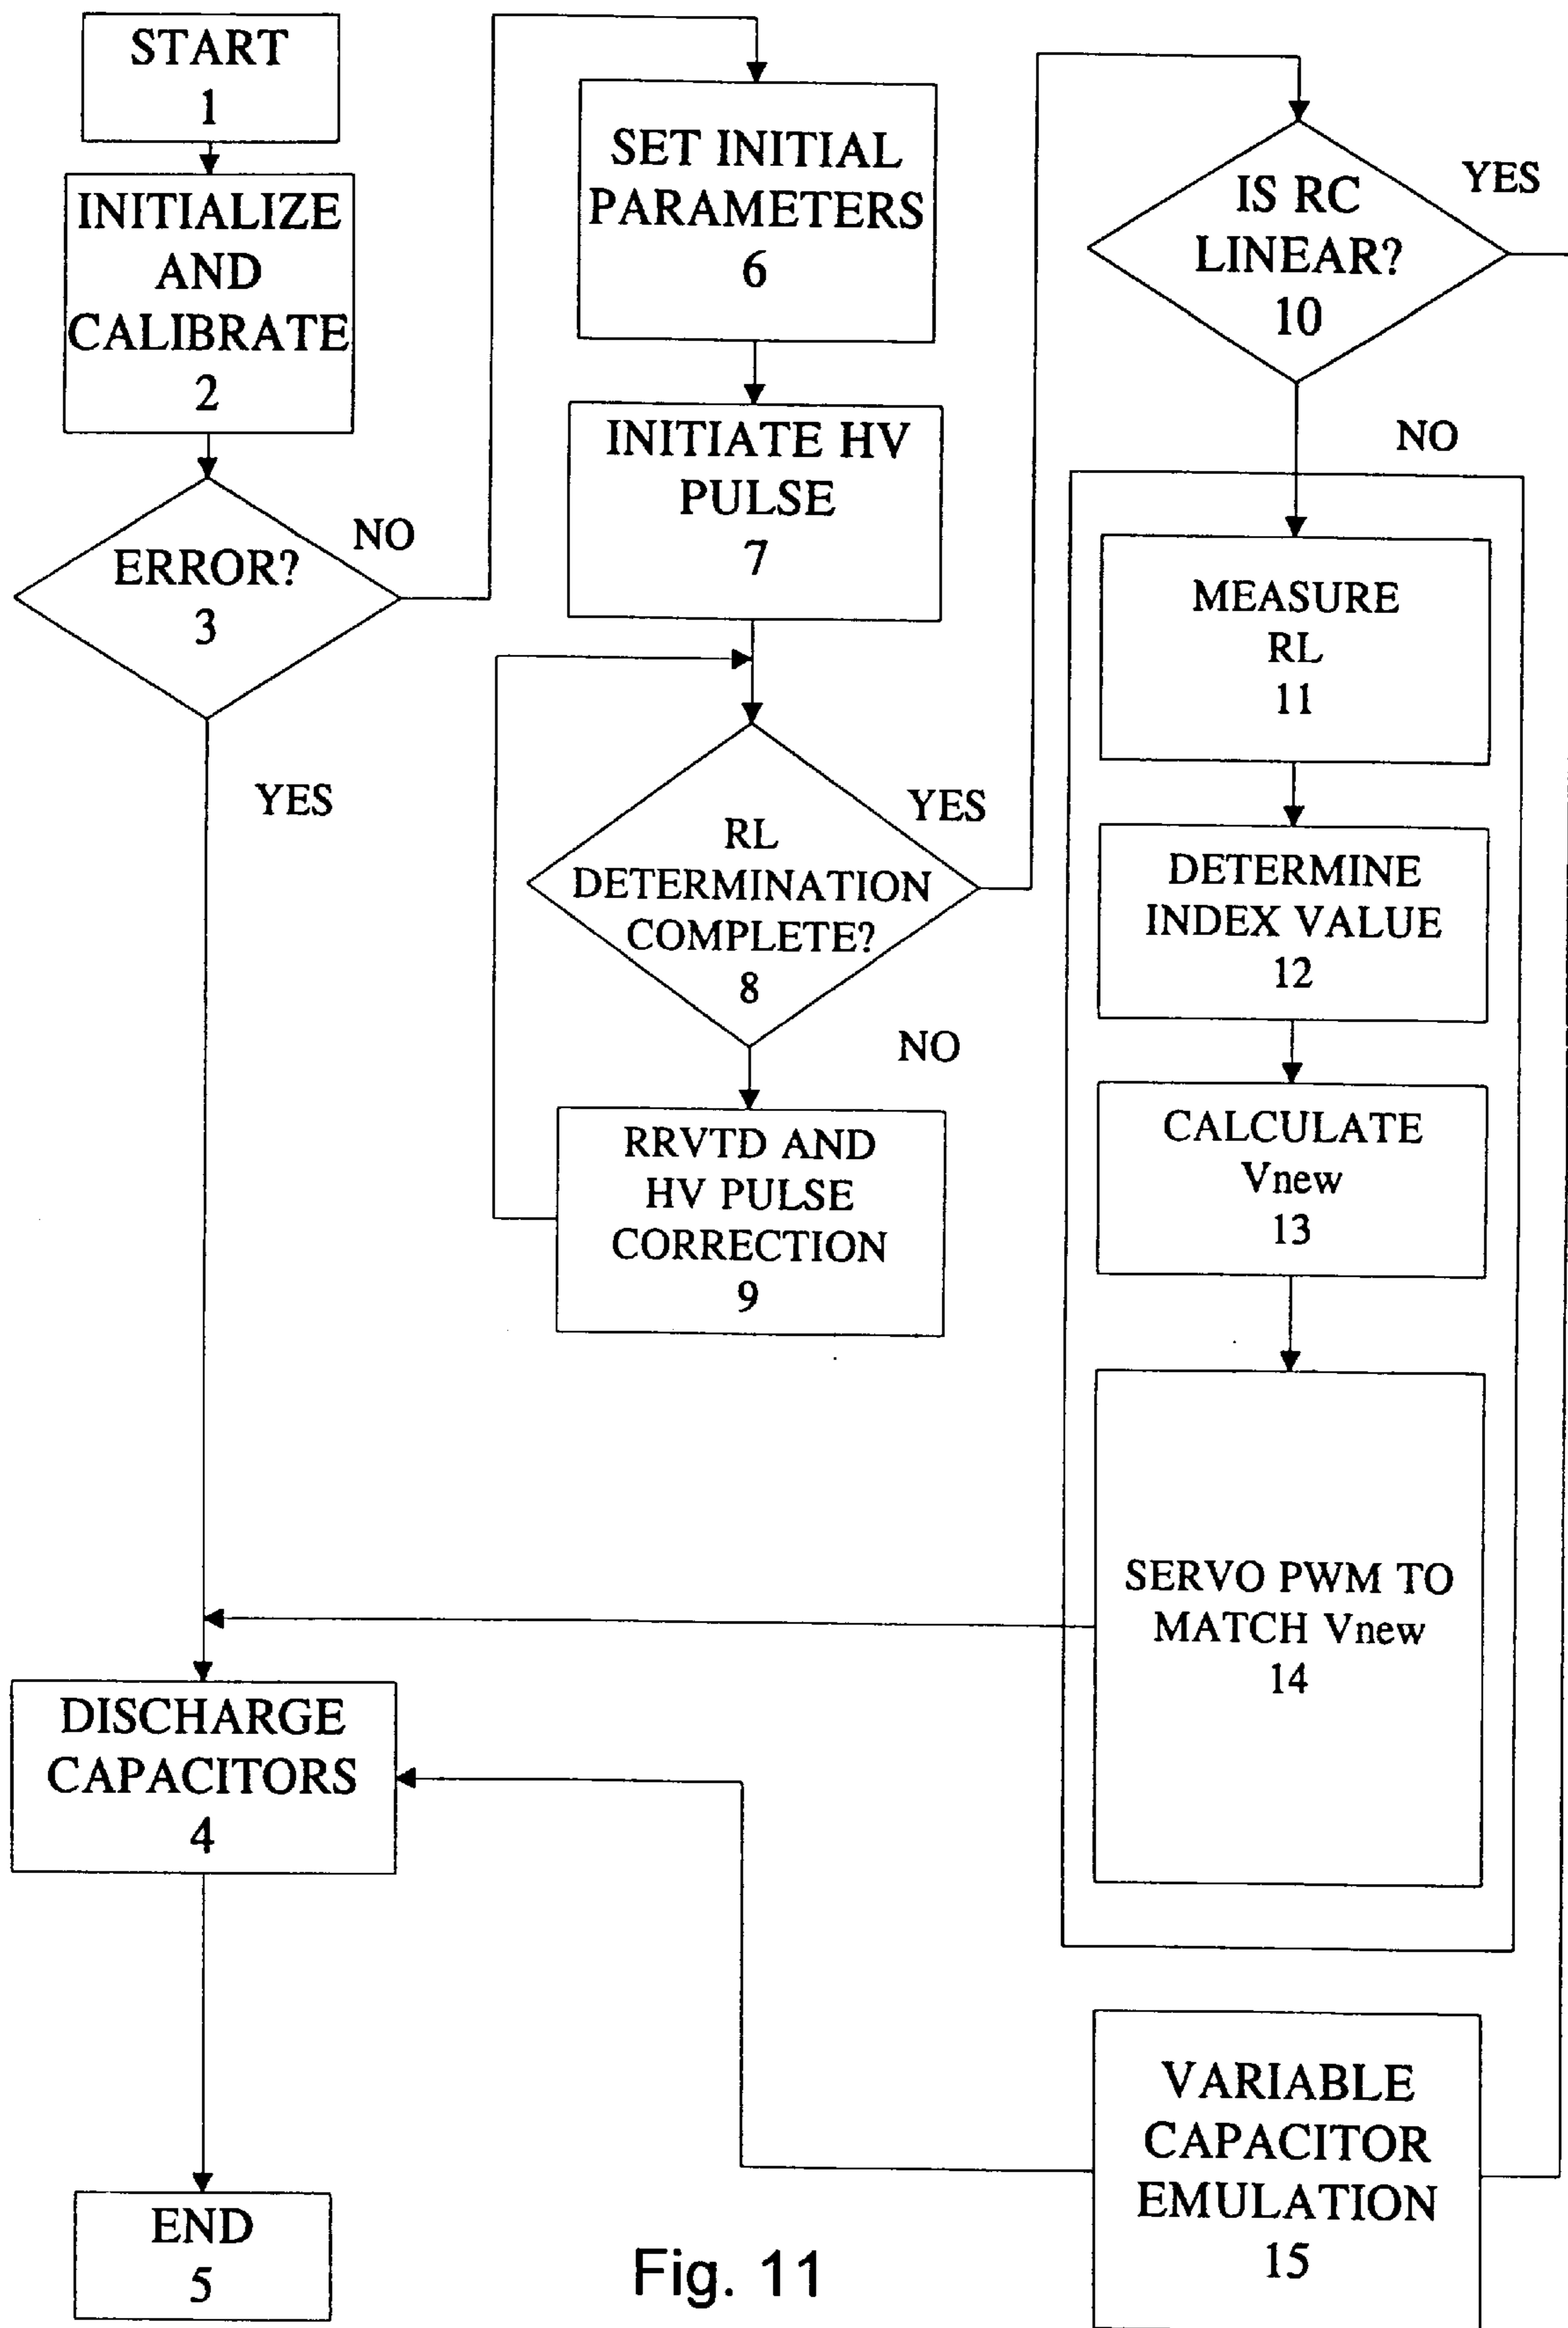 START
1
INITIALIZE
AND
CALIBRATE
2
ERROR?
3
NO
YES
DISCHARGE
CAPACITORS
4
END
5
SET INITIAL
PARAMETERS
6
INITIATE HV
PULSE
7
RL
DETERMINATION
COMPLETE?
8
YES
NO
RRVTD AND
HV PULSE
CORRECTION
9
IS RC
LINEAR?
10
YES
NO
MEASURE
RL
11
DETERMINE
INDEX VALUE
12
CALCULATE
Vnew
13
SERVO PWM TO
MATCH Vnew
14
VARIABLE
CAPACITOR
EMULATION
15
Fig. 11